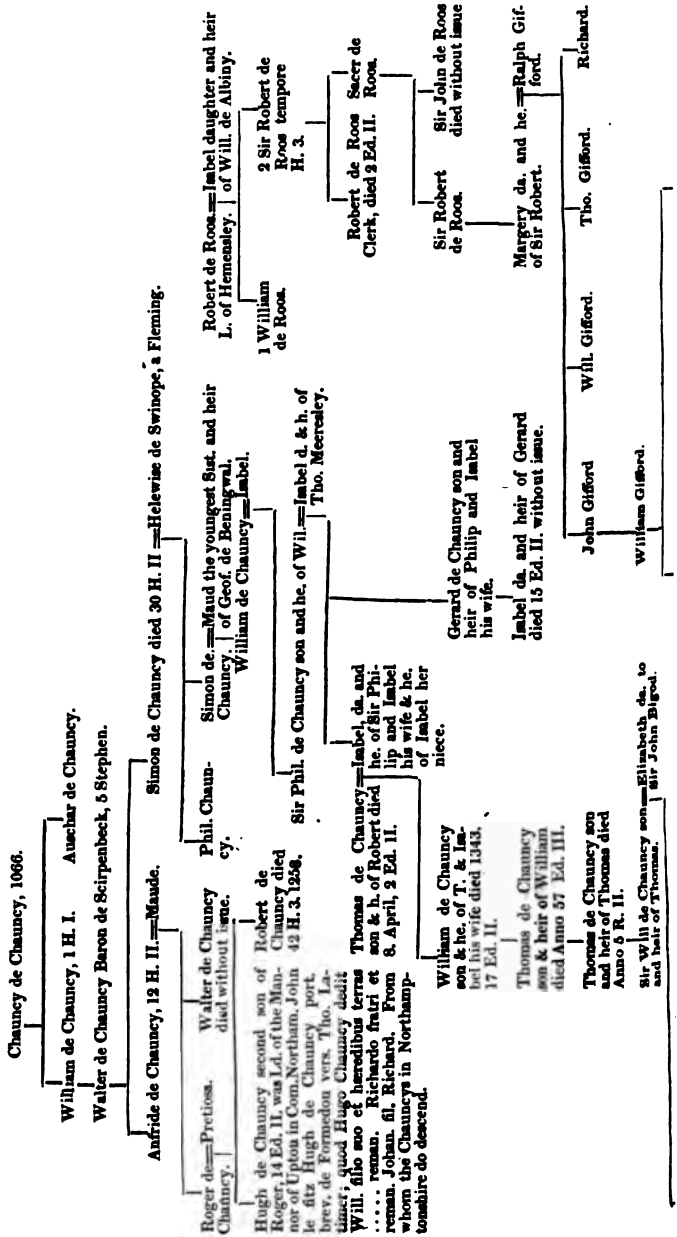 Chauncy de Chauncy, 1066.
William de Chauncy, 1 H. I.
Auschar de Chauncy.
Walter de Chauncy Baron de Scirpenbeck, 5 Stephen.
Anfride de Chauncy, 12 H. II.=Maude.
Simon de Chauncy died 30 H. II =Helewise de Swinope, a Fleming.
Roger de=Pretiosa.
Chauncy.
Walter de Chauncy
died without issue.
Phil. Chaun-
cy.
Simon de.=Maud the youngest Sist. and heir
Chauncy. | of Geof. de Beningwal.
William de Chauncy=Isabel.
Robert de Roos.=Isabel daughter and heir
L. of Hemensley. | of Will. de Albiny.
1 William
de Roos.
2 Sir Robert de
Roos tempore
H. 3.
Hugh de Chauncy second son of
Roger, 14 Ed. II. was Ld. of the Man-
nor of Upton in Com.Northam. John
le fitz Hugh de Chauncy port.
brev. de Formedon vers. Tho. La-
timer; quod Hugo Chauncy dedit
Will. filio suo et hæredibus terras
..... reman. Richardo fratri et
reman. Johan. fil. Richard. From
whom the Chauncys in Northamp-
tonshire do descend.
Robert de
Chauncy died
42 H. 3. 1258.
Sir Phil. de Chauncy son and he. of Wil.=Isabel d. & h. of
Tho. Meeresley.
Robert de Roos
Clerk, died 2 Ed. II.
Sacer de
Roos.
Thomas de Chauncy=Isabel, da. and
son & h. of Robert died he. of Sir Phi-
8. April, 2 Ed. II. lip and Isabel
his wife & he.
of Isabel her
niece.
Gerard de Chauncy son and
heir of Philip and Isabel
his wife.
Sir Robert
de Roos.
Sir John de Roos
died without issue
William de Chauncy
son & he. of T. & Isa-
bel his wife died 1343.
17 Ed. II.
Isabel da. and heir of Gerard
died 15 Ed. II. without issue.
Margery da. and he.=Ralph Gif-
of Sir Robert. ford.
Thomas de Chauncy
son & heir of William
died Anno 57 Ed. III.
John Gifford
Will. Gifford.
Tho. Gifford.
Richard.
Thomas de Chauncy son
and heir of Thomas died
Anno 5 R. II.
William Gifford.
Sir Will de Chauncy son=Elizabeth da. to
and heir of Thomas. | Sir John Bigod.